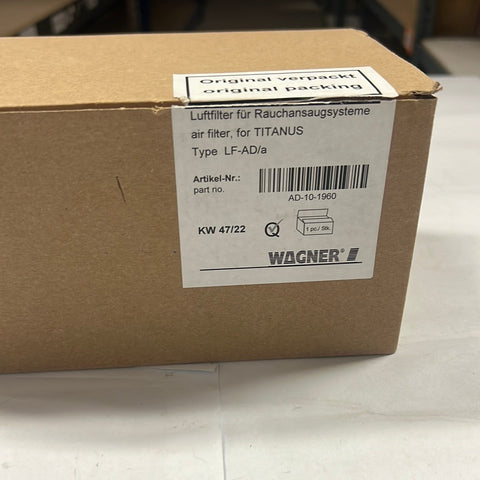 Original verpackt
original packing
Luftfilter für Rauchansaugsysteme
air filter, for TITANUS
Type LF-AD/a
Artikel-Nr.:
part no.
AD-10-1960
KW 47/22
1 pc./ Stk.
WAGNER®